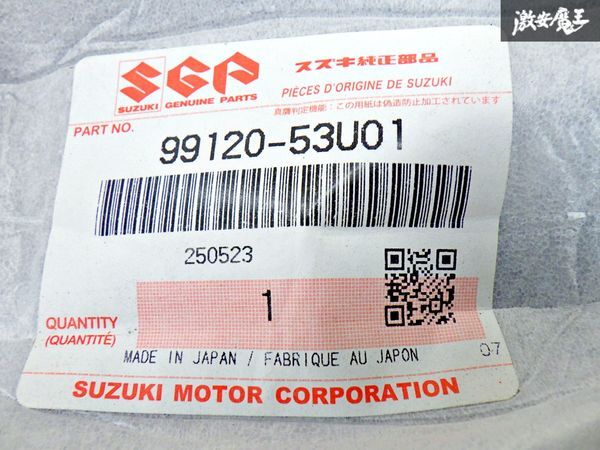 激安魔王
SGP
スズキ純正部品
SUZUKI GENUINE PARTS
PIÈCES D'ORIGINE DE SUZUKI
真贋判定機能:この用紙は偽造防止加工されています
PART NO.
99120-53U01
250523
1
QUANTITY
(QUANTITÉ)
MADE IN JAPAN / FABRIQUE AU JAPON
07
SUZUKI MOTOR CORPORATION